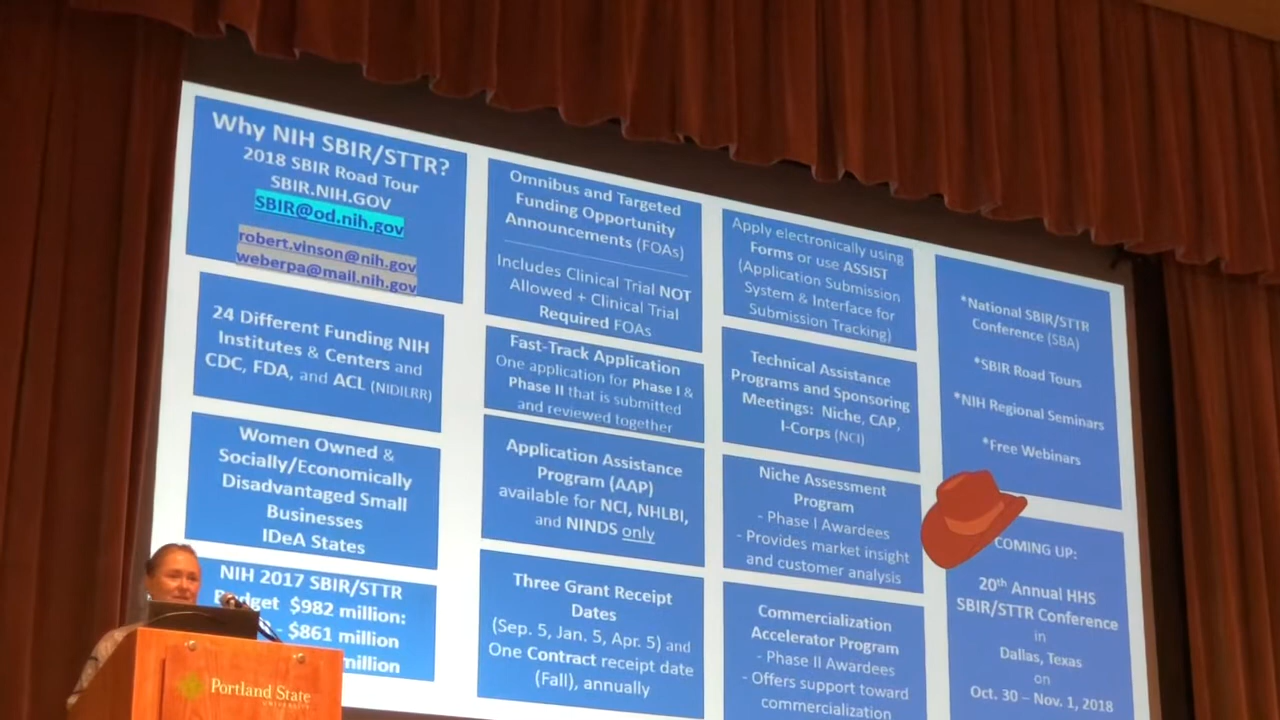 Why NIH SBIR/STTR?
2018 SBIR Road Tour
SBIR.NIH.GOV
SBIR@od.nih.gov
robert.vinson@nih.gov
weberpa@mail.nih.gov
24 Different Funding NIH
Institutes & Centers and
CDC, FDA, and ACL (NIDILRR)
Women Owned &
Socially/Economically
Disadvantaged Small
Businesses
IDeA States
NIH 2017 SBIR/STTR
Budget $982 million:
- $861 million
million
Omnibus and Targeted
Funding Opportunity
Announcements (FOAs)
Includes Clinical Trial NOT
Allowed + Clinical Trial
Required FOAs
Fast-Track Application
One application for Phase I &
Phase II that is submitted
and reviewed together
Application Assistance
Program (AAP)
available for NCI, NHLBI,
and NINDS only
Three Grant Receipt
Dates
(Sep. 5, Jan. 5, Apr. 5) and
One Contract receipt date
(Fall), annually
Apply electronically using
Forms or use ASSIST
(Application Submission
System & Interface for
Submission Tracking)
Technical Assistance
Programs and Sponsoring
Meetings: Niche, CAP,
I-Corps (NCI)
Niche Assessment
Program
- Phase I Awardees
- Provides market insight
and customer analysis
Commercialization
Accelerator Program
- Phase II Awardees
- Offers support toward
commercialization
*National SBIR/STTR
Conference (SBA)
*SBIR Road Tours
*NIH Regional Seminars
*Free Webinars
COMING UP:
20th Annual HHS
SBIR/STTR Conference
in
Dallas, Texas
on
Oct. 30 – Nov. 1, 2018
Portland State
UNIVERSITY